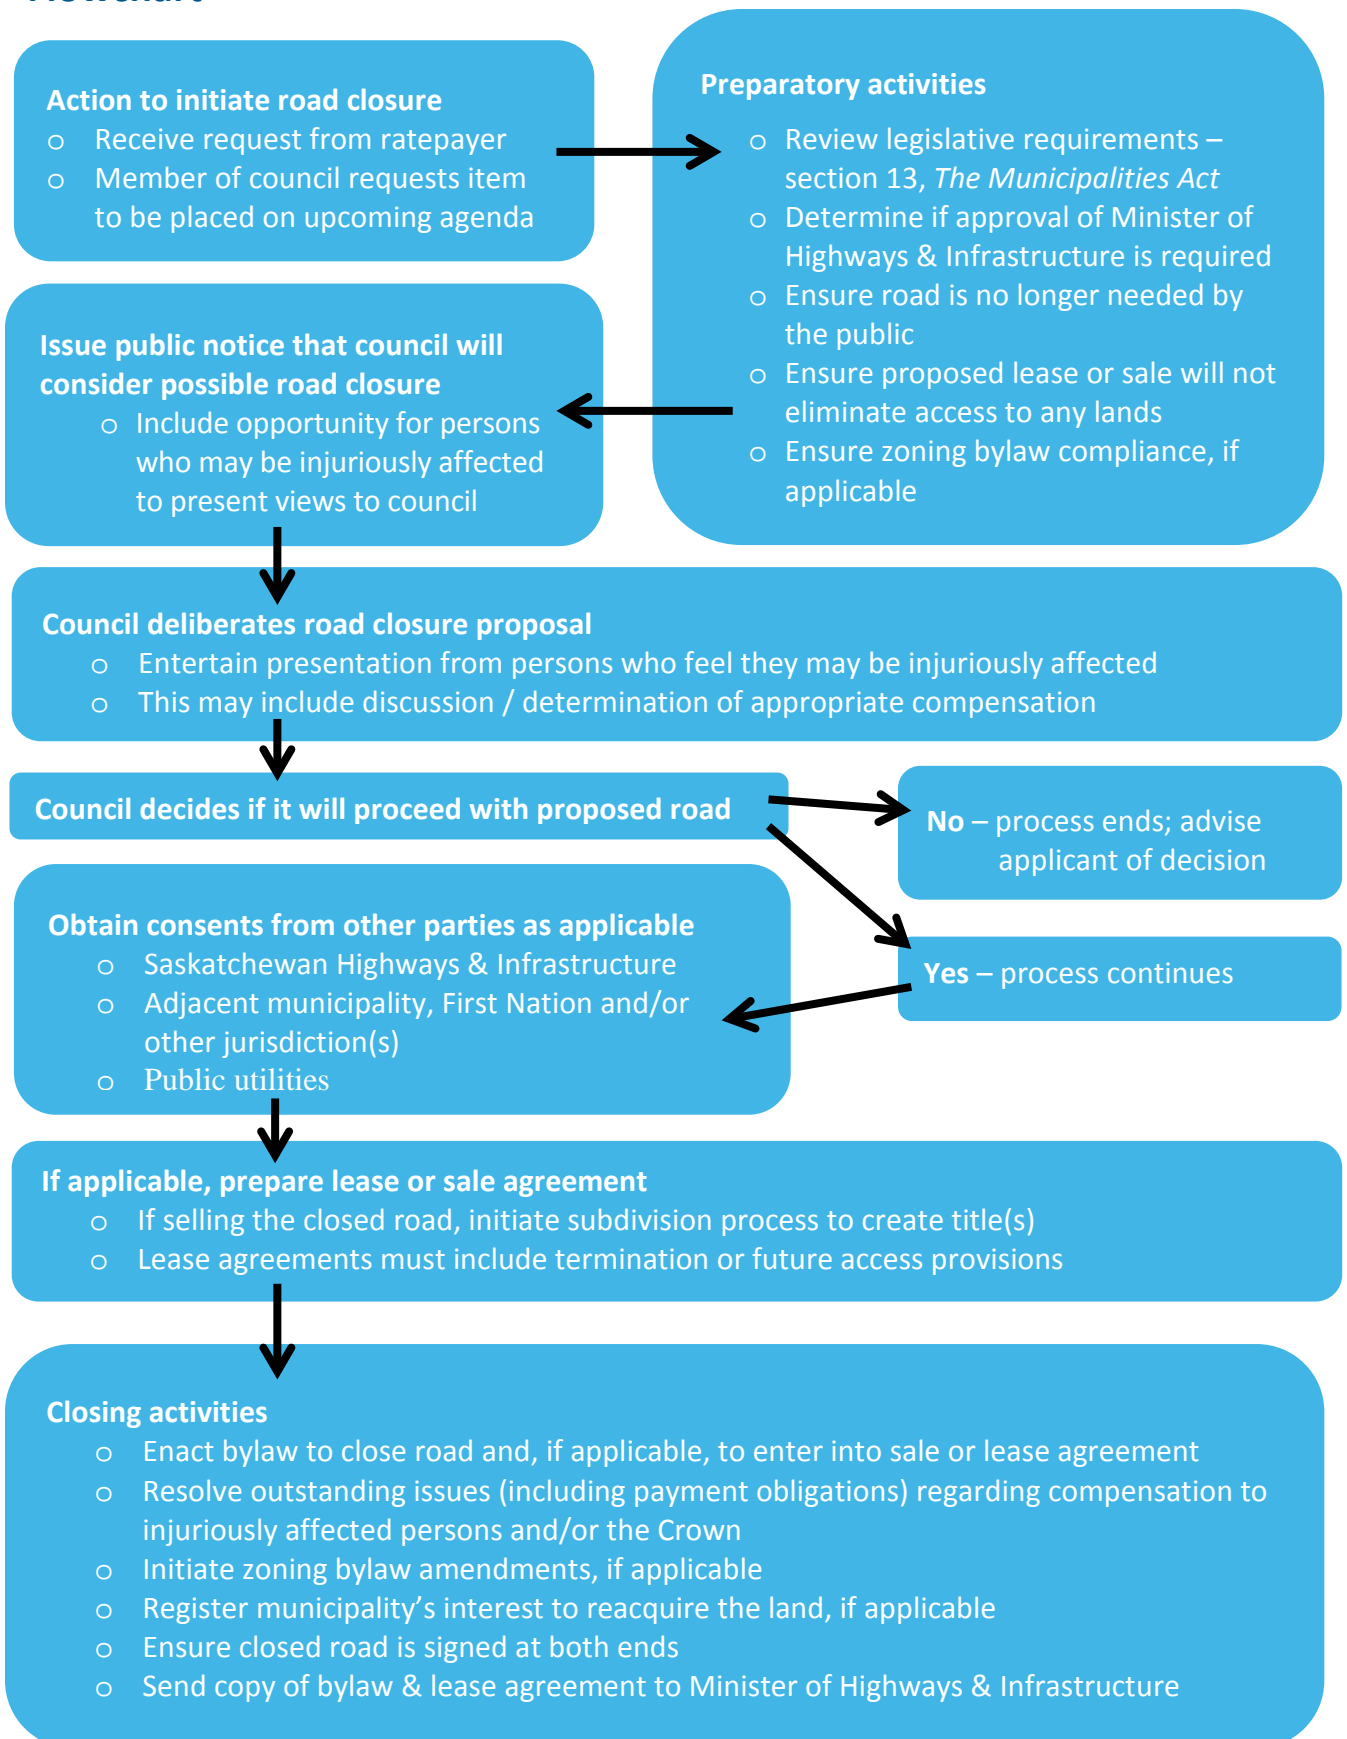 Flowchart
Action to initiate road closure
o Receive request from ratepayer
o Member of council requests item
to be placed on upcoming agenda
Preparatory activities
o Review legislative requirements –
section 13, The Municipalities Act
o Determine if approval of Minister of
Highways & Infrastructure is required
o Ensure road is no longer needed by
the public
o Ensure proposed lease or sale will not
eliminate access to any lands
o Ensure zoning bylaw compliance, if
applicable
Issue public notice that council will
consider possible road closure
o Include opportunity for persons
who may be injuriously affected
to present views to council
Council deliberates road closure proposal
o Entertain presentation from persons who feel they may be injuriously affected
o This may include discussion / determination of appropriate compensation
Council decides if it will proceed with proposed road
No – process ends; advise
applicant of decision
Yes – process continues
Obtain consents from other parties as applicable
o Saskatchewan Highways & Infrastructure
o Adjacent municipality, First Nation and/or
other jurisdiction(s)
o Public utilities
If applicable, prepare lease or sale agreement
o If selling the closed road, initiate subdivision process to create title(s)
o Lease agreements must include termination or future access provisions
Closing activities
o Enact bylaw to close road and, if applicable, to enter into sale or lease agreement
o Resolve outstanding issues (including payment obligations) regarding compensation to
injuriously affected persons and/or the Crown
o Initiate zoning bylaw amendments, if applicable
o Register municipality’s interest to reacquire the land, if applicable
o Ensure closed road is signed at both ends
o Send copy of bylaw & lease agreement to Minister of Highways & Infrastructure